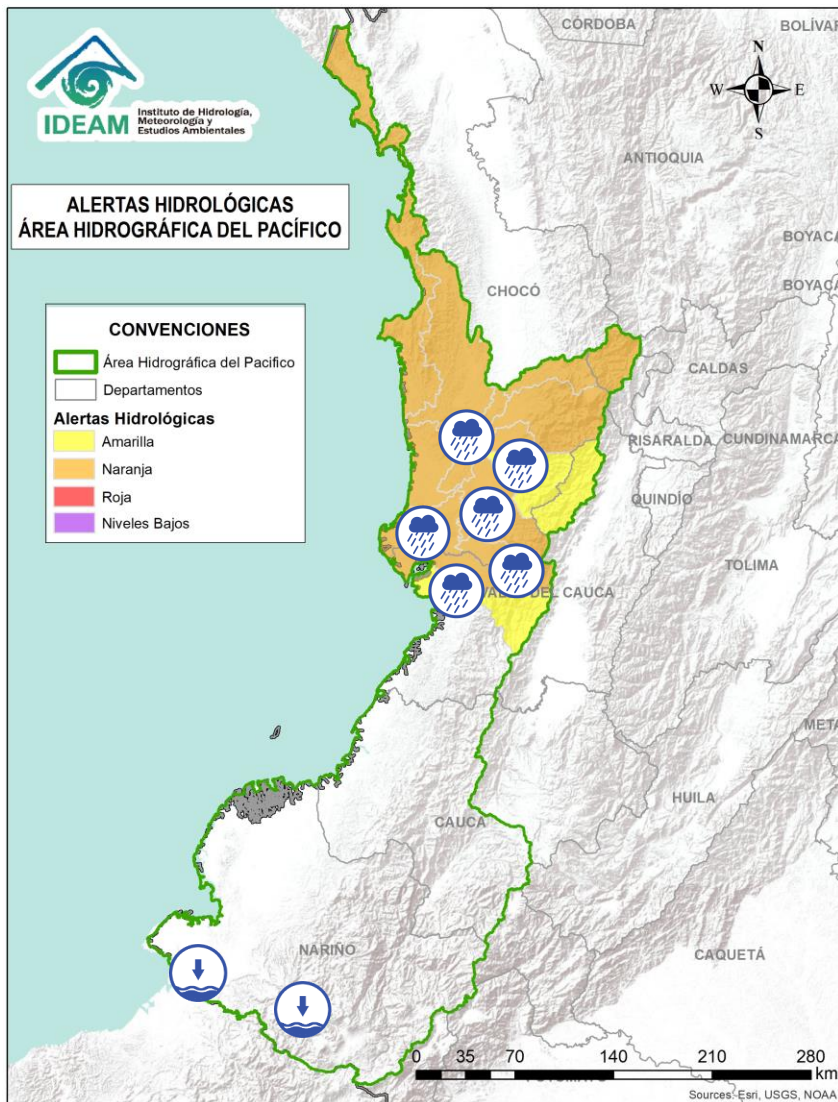 CÓRDOBA
BOLÍVAR
IDEAM
Instituto de Hidrología,
Meteorología y
Estudios Ambientales
N
W E
S
ANTIOQUIA
ALERTAS HIDROLÓGICAS
ÁREA HIDROGRÁFICA DEL PACÍFICO
BOYACÁ
BOYACÁ
CHOCÓ
CONVENCIONES
Área Hidrográfica del Pacifico
Departamentos
Alertas Hidrológicas
Amarilla
Naranja
Roja
Niveles Bajos
CALDAS
RISARALDA
CUNDINAMARCA
QUINDÍO
TOLIMA
DEL CAUCA
META
HUILA
CAUCA
NARIÑO
CAQUETÁ
0 35 70 140 210 280
km
Sources: Esri, USGS, NOAA